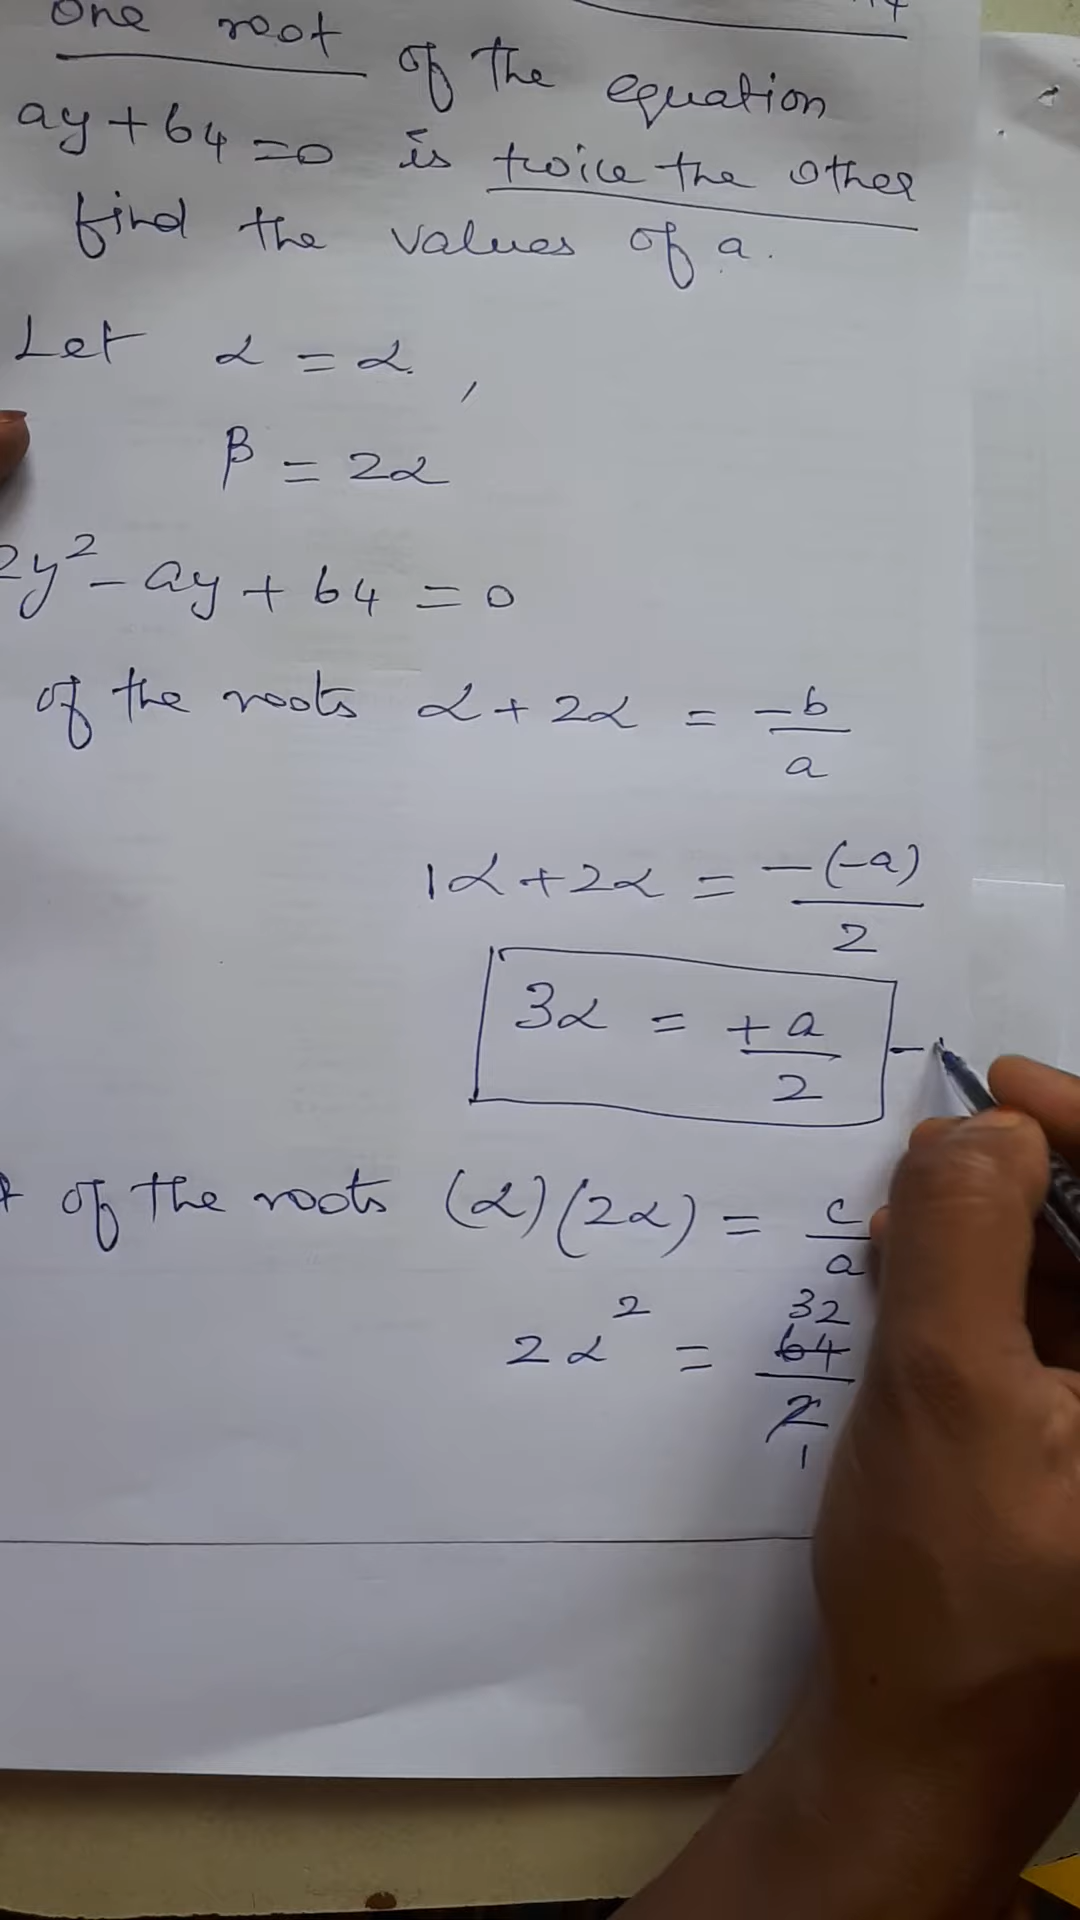 one root of the equation
ay + 64 = 0 is twice the other
find the values of a.
Let α = α,
β = 2α
2y² - ay + 64 = 0
of the roots α + 2α = -b/a
1α + 2α = -(-a)/2
3α = +a/2 -
of the roots (α)(2α) = c/a
32
2α² = 64/2
1